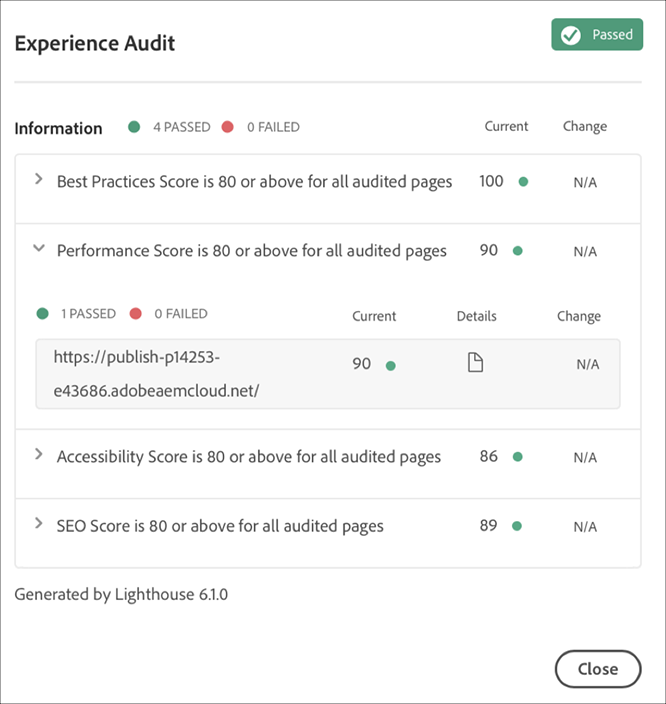 Experience Audit
Passed
Information
4 PASSED
0 FAILED
Current
Change
Best Practices Score is 80 or above for all audited pages
100
N/A
Performance Score is 80 or above for all audited pages
90
N/A
1 PASSED
0 FAILED
Current
Details
Change
https://publish-p14253-
e43686.adobeaemcloud.net/
90
N/A
Accessibility Score is 80 or above for all audited pages
86
N/A
SEO Score is 80 or above for all audited pages
89
N/A
Generated by Lighthouse 6.1.0
Close